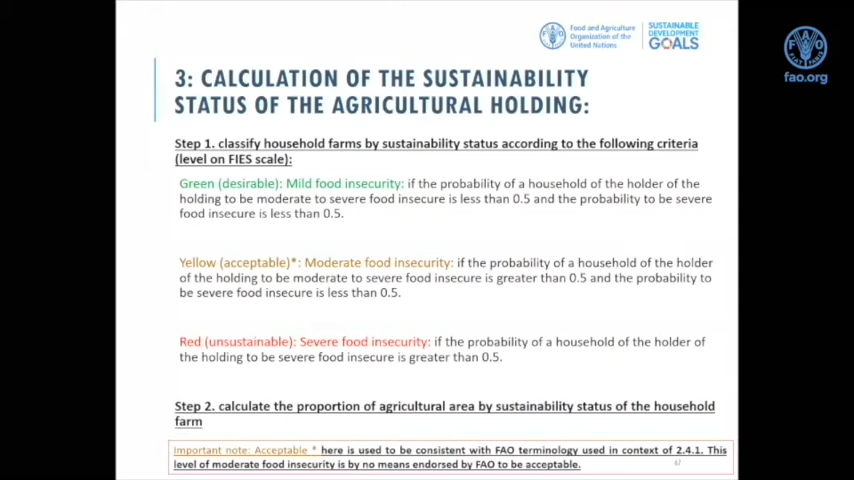 Food and Agriculture
Organization of the
United Nations
SUSTAINABLE
DEVELOPMENT
GOALS
FAO
FIAT PANIS
fao.org
3: CALCULATION OF THE SUSTAINABILITY
STATUS OF THE AGRICULTURAL HOLDING:
Step 1. classify household farms by sustainability status according to the following criteria
(level on FIES scale):
Green (desirable): Mild food insecurity: if the probability of a household of the holder of the
holding to be moderate to severe food insecure is less than 0.5 and the probability to be severe
food insecure is less than 0.5.
Yellow (acceptable)*: Moderate food insecurity: if the probability of a household of the holder
of the holding to be moderate to severe food insecure is greater than 0.5 and the probability to
be severe food insecure is less than 0.5.
Red (unsustainable): Severe food insecurity: if the probability of a household of the holder of
the holding to be severe food insecure is greater than 0.5.
Step 2. calculate the proportion of agricultural area by sustainability status of the household
farm
Important note: Acceptable * here is used to be consistent with FAO terminology used in context of 2.4.1. This
level of moderate food insecurity is by no means endorsed by FAO to be acceptable.
67